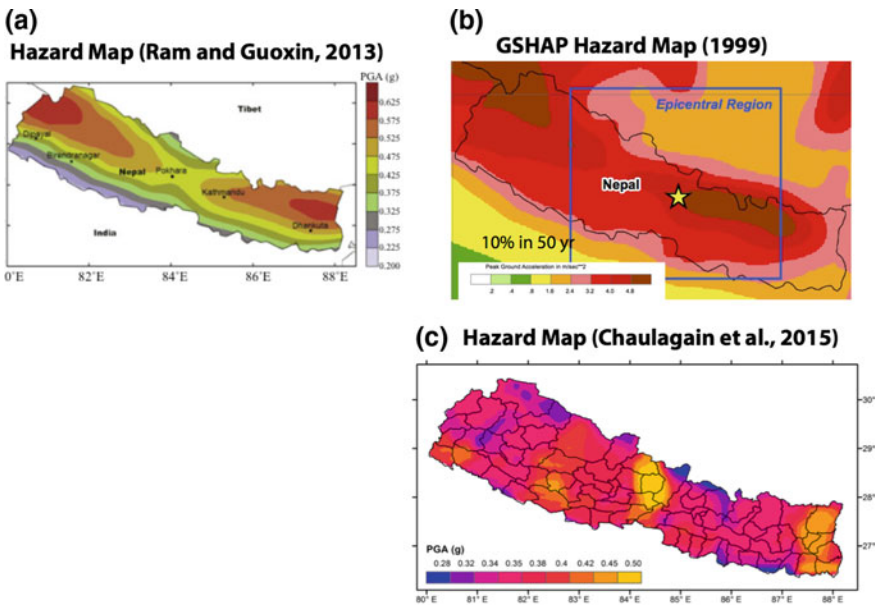 (a)
Hazard Map (Ram and Guoxin, 2013)
PGA (g)
0.625
0.525
0.475
0.425
0.375
0.325
0.275
0.225
0.200
Tibet
Dipayal
Birendranagar
Nepal
Pokhara
Kathmandu
Dhankuta
India
0°E
82°E
84°E
86°E
88°E
(b)
GSHAP Hazard Map (1999)
Epicentral Region
Nepal
10% in 50 yr
Peak Ground Acceleration in m/sec**2
.2 .4 .8 1.6 2.4 3.2 4.0 4.8
(c) Hazard Map (Chaulagain et al., 2015)
30°
29°
28°
27°
PGA (g)
0.28 0.32 0.34 0.35 0.38 0.4 0.42 0.45 0.50
80°E 81°E 82°E 83°E 84°E 85°E 86°E 87°E 88°E